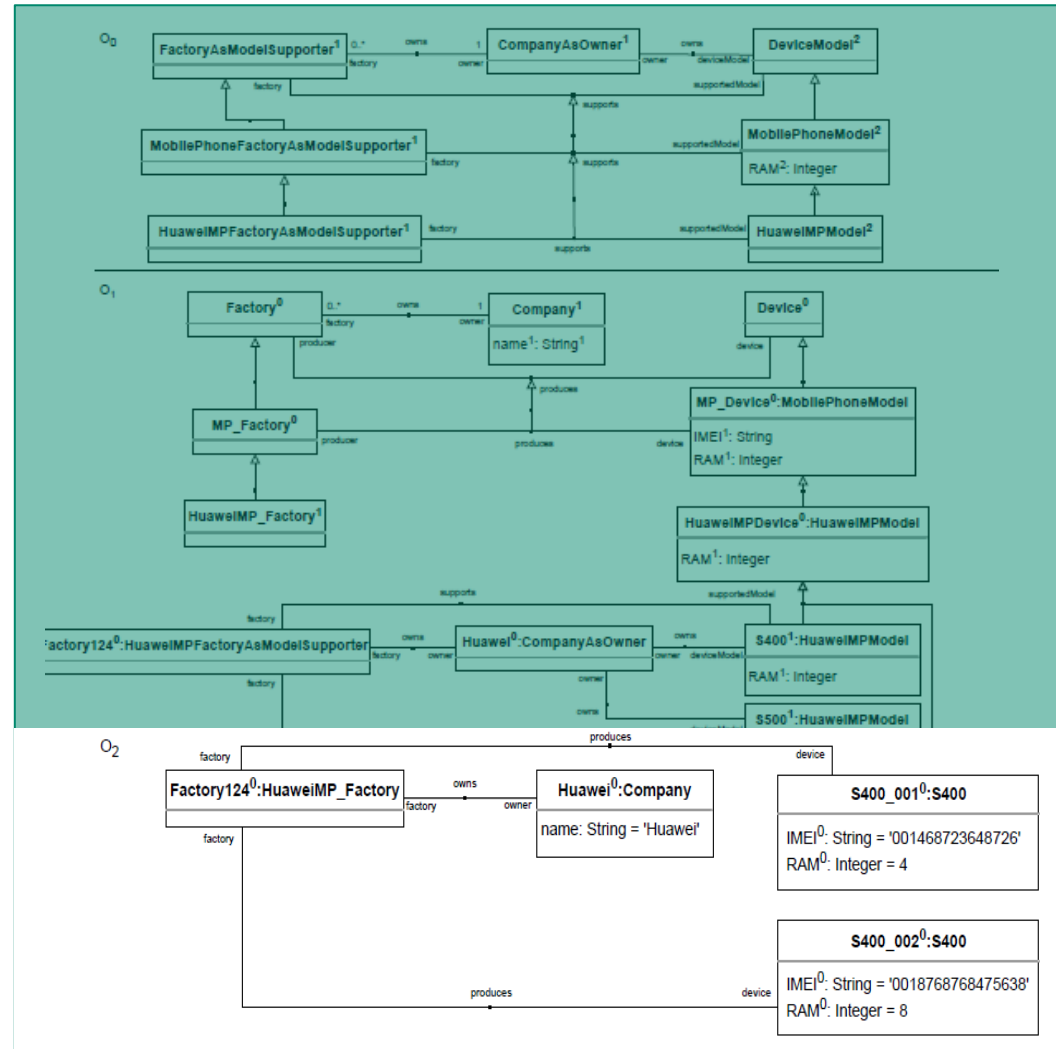 O0
FactoryAsModelSupporter1
0..*
owns
1
factory
owner
CompanyAsOwner1
owns
owner
deviceModel
DeviceModel2
factory
supportedModel
supports
MobilePhoneFactoryAsModelSupporter1
factory
supports
supportedModel
MobilePhoneModel2
RAM2: Integer
HuaweiMPFactoryAsModelSupporter1
factory
supports
supportedModel
HuaweiMPModel2
O1
Factory0
0..*
owns
1
factory
owner
Company1
name1: String1
Device0
producer
device
produces
MP_Factory0
producer
produces
device
MP_Device0:MobilePhoneModel
IMEI1: String
RAM1: Integer
HuaweiMP_Factory1
HuaweiMPDevice0:HuaweiMPModel
RAM1: Integer
supports
supportedModel
factory
Factory1240:HuaweiMPFactoryAsModelSupporter
owns
factory
owner
Huawei0:CompanyAsOwner
owns
owner
deviceModel
S4001:HuaweiMPModel
RAM1: Integer
factory
owner
owns
S5001:HuaweiMPModel
O2
produces
factory
device
Factory1240:HuaweiMP_Factory
owns
factory
owner
Huawei0:Company
name: String = 'Huawei'
S400_0010:S400
IMEI0: String = '001468723648726'
RAM0: Integer = 4
factory
S400_0020:S400
IMEI0: String = '0018768768475638'
RAM0: Integer = 8
produces
device